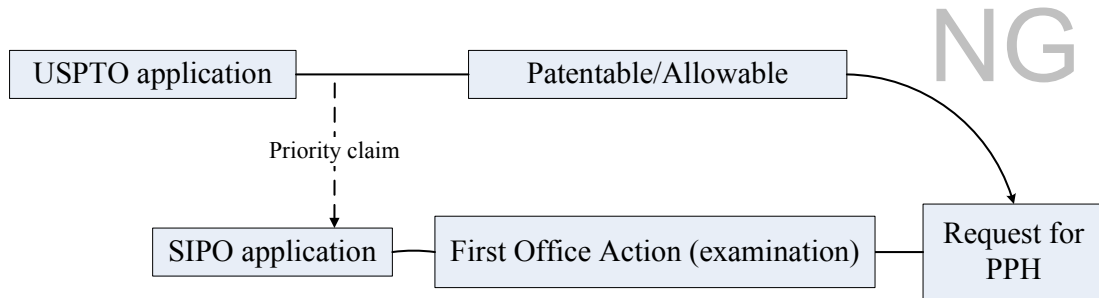 NG
USPTO application
Patentable/Allowable
Priority claim
SIPO application
First Office Action (examination)
Request for
PPH